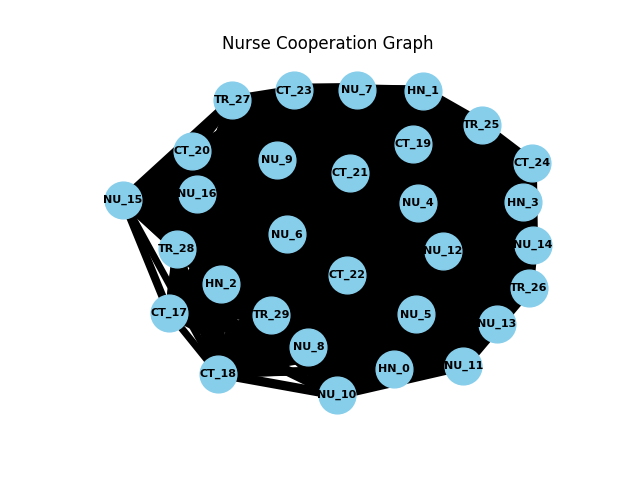 Nurse Cooperation Graph
TR_27
CT_23
NU_7
HN_1
TR_25
CT_20
NU_9
CT_21
CT_19
CT_24
NU_15
NU_16
NU_4
HN_3
TR_28
NU_6
NU_12
NU_14
HN_2
CT_22
TR_26
CT_17
TR_29
NU_5
NU_13
CT_18
NU_8
HN_0
NU_11
NU_10